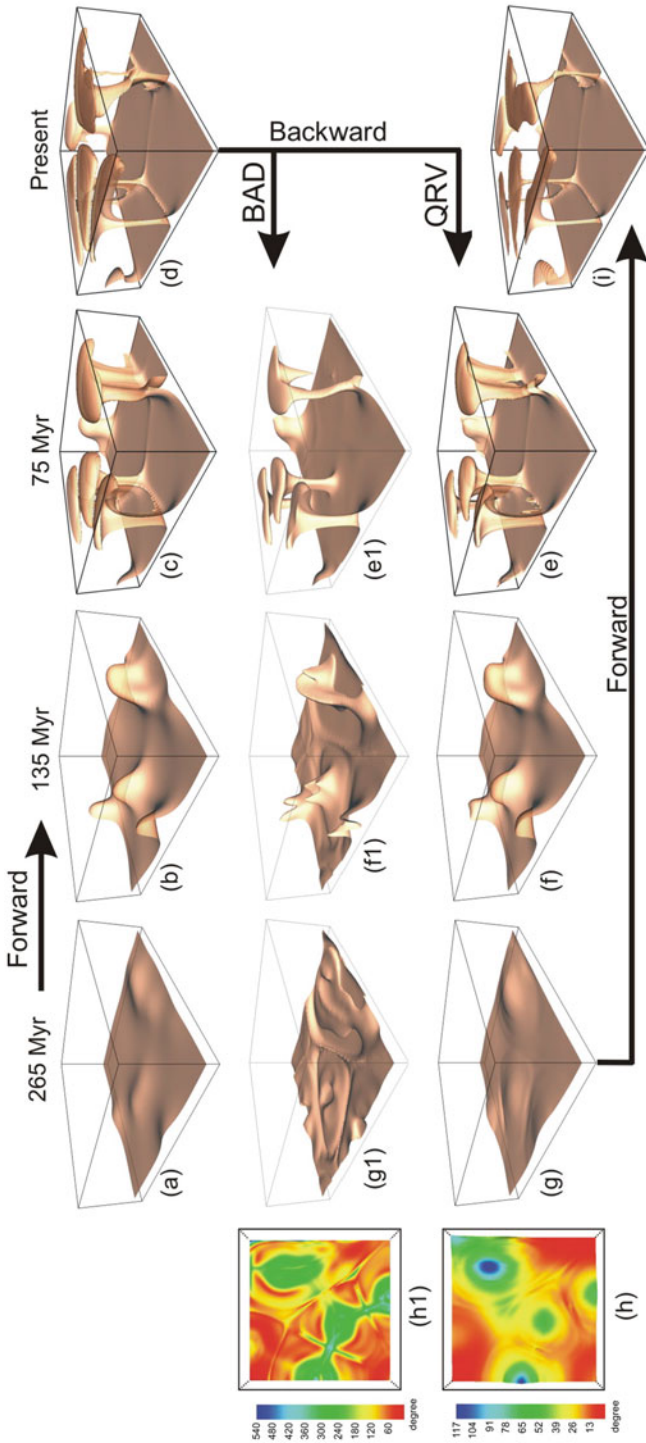 Forward
265 Myr
135 Myr
75 Myr
Present
(a)
(b)
(c)
(d)
BAD
Backward
(h1)
(g1)
(f1)
(e1)
QRV
(h)
(g)
(f)
(e)
(i)
Forward
540
480
420
360
300
240
180
120
60
degree
117
104
91
78
65
52
39
26
13
degree